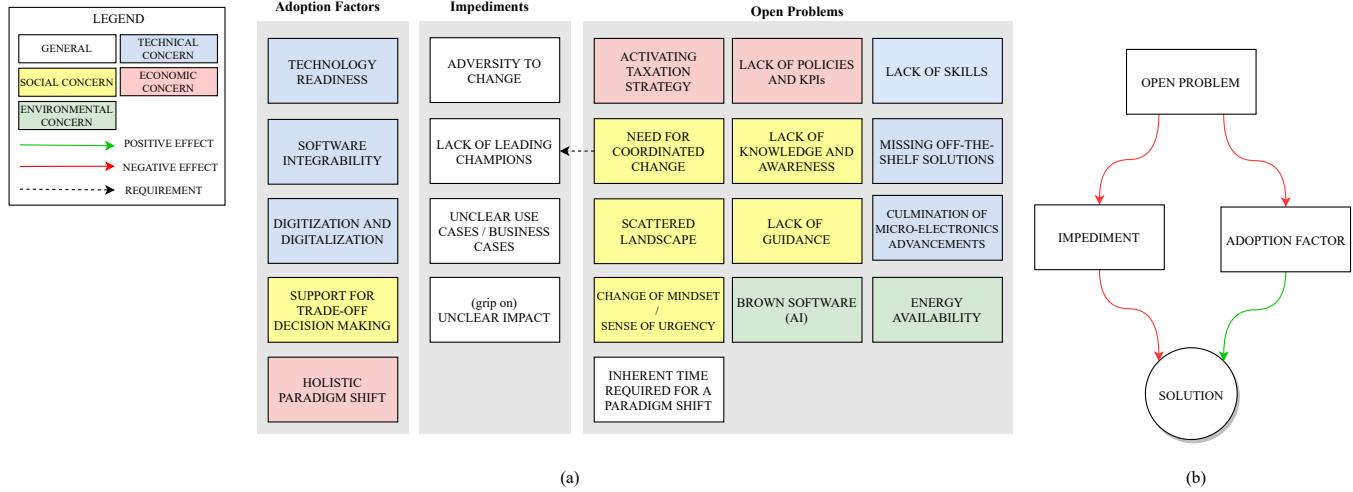 LEGEND
GENERAL
TECHNICAL
CONCERN
SOCIAL CONCERN
ECONOMIC
CONCERN
ENVIRONMENTAL
CONCERN
POSITIVE EFFECT
NEGATIVE EFFECT
REQUIREMENT
Adoption Factors
TECHNOLOGY
READINESS
SOFTWARE
INTEGRABILITY
DIGITIZATION AND
DIGITALIZATION
SUPPORT FOR
TRADE-OFF
DECISION MAKING
HOLISTIC
PARADIGM SHIFT
Impediments
ADVERSITY TO
CHANGE
LACK OF LEADING
CHAMPIONS
UNCLEAR USE
CASES / BUSINESS
CASES
(grip on)
UNCLEAR IMPACT
Open Problems
ACTIVATING
TAXATION
STRATEGY
LACK OF POLICIES
AND KPIs
LACK OF SKILLS
NEED FOR
COORDINATED
CHANGE
LACK OF
KNOWLEDGE AND
AWARENESS
MISSING OFF-THE-
SHELF SOLUTIONS
SCATTERED
LANDSCAPE
LACK OF
GUIDANCE
CULMINATION OF
MICRO-ELECTRONICS
ADVANCEMENTS
CHANGE OF MINDSET
/
SENSE OF URGENCY
BROWN SOFTWARE
(AI)
ENERGY
AVAILABILITY
INHERENT TIME
REQUIRED FOR A
PARADIGM SHIFT
(a)
OPEN PROBLEM
IMPEDIMENT
ADOPTION FACTOR
SOLUTION
(b)